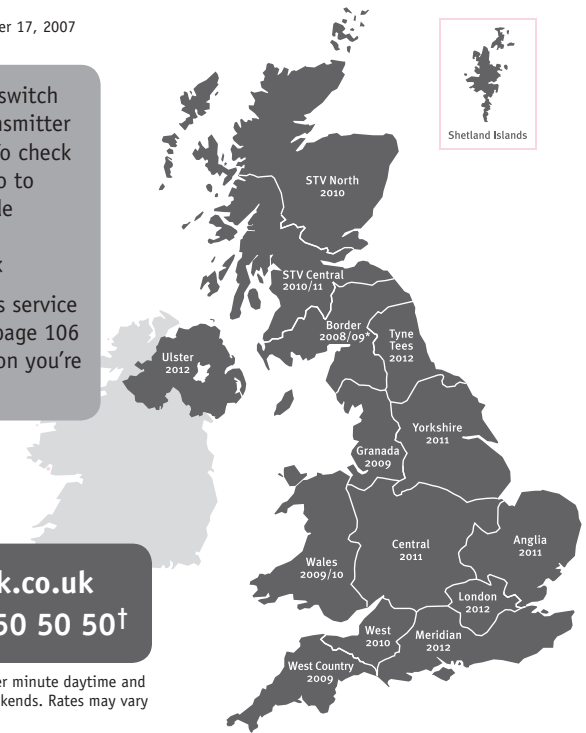 er 17, 2007
switch
nsmitter
o check
o to
de
k
s service
page 106
on you're
k.co.uk
50 50 50†
er minute daytime and
kends. Rates may vary
Shetland Islands
STV North
2010
STV Central
2010/11
Border
2008/09*
Tyne
Tees
2012
Ulster
2012
Yorkshire
2011
Granada
2009
Central
2011
Anglia
2011
Wales
2009/10
London
2012
West
2010
Meridian
2012
West Country
2009